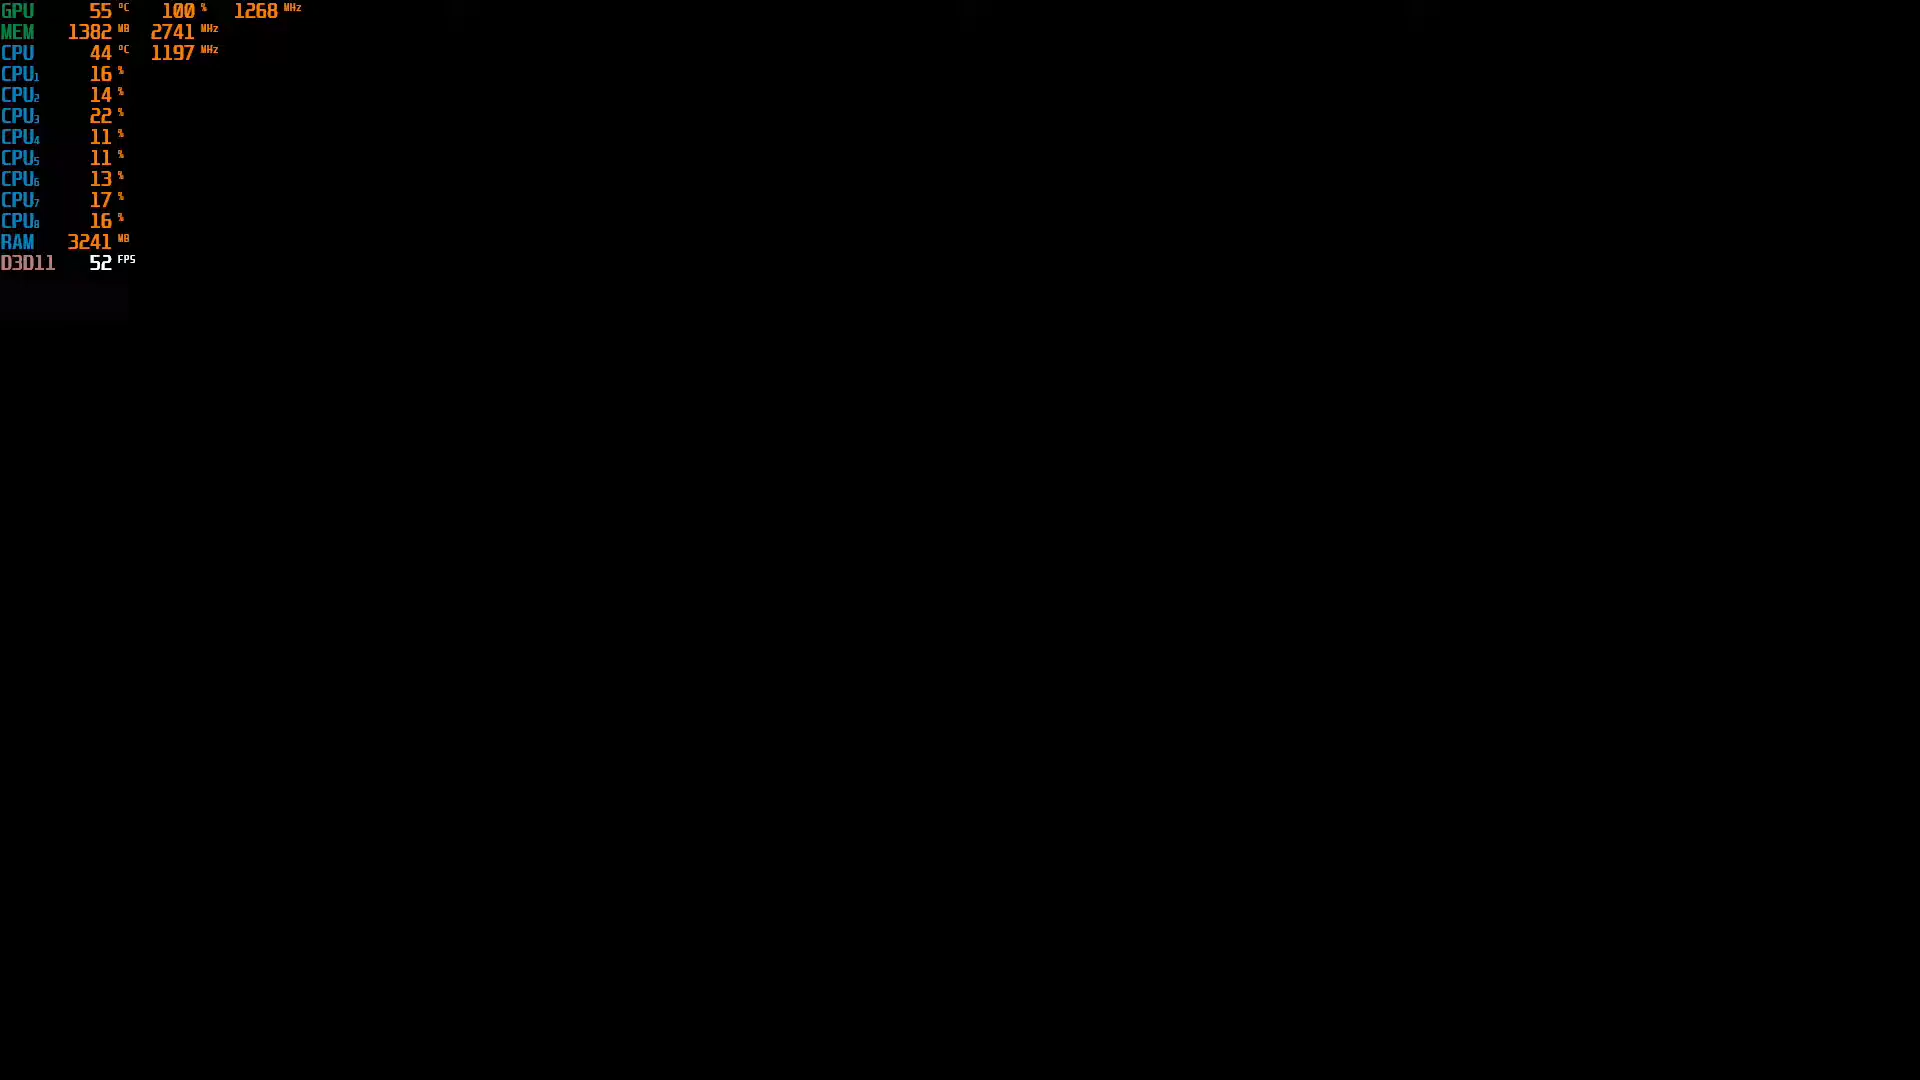 GPU 55 °C 100 % 1268 MHz
MEM 1382 MB 2741 MHz
CPU 44 °C 1197 MHz
CPU1 16 %
CPU2 14 %
CPU3 22 %
CPU4 11 %
CPU5 11 %
CPU6 13 %
CPU7 17 %
CPU8 16 %
RAM 3241 MB
D3D11 52 FPS